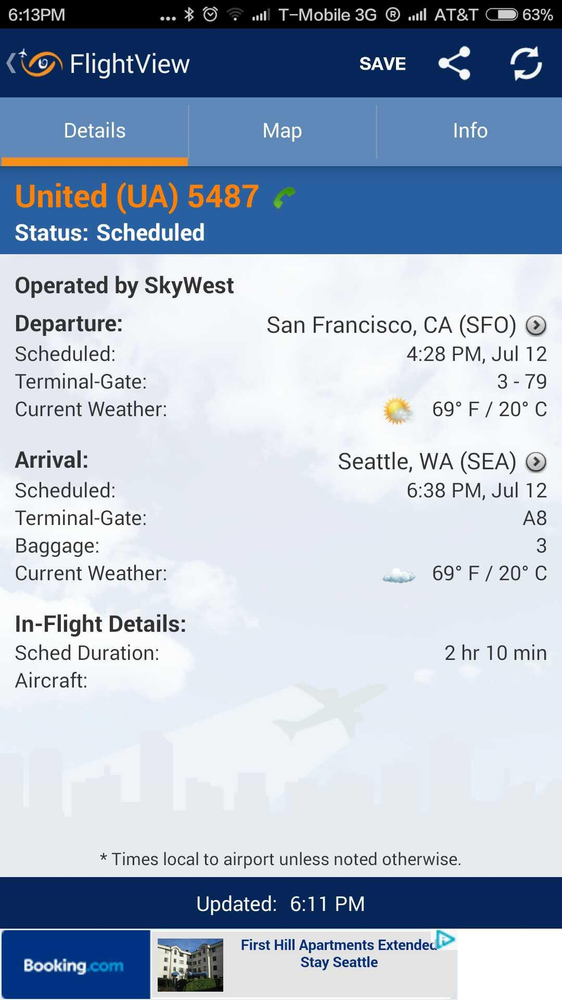 6:13PM ... T-Mobile 3G ® AT&T 63%
FlightView SAVE
Details Map Info
United (UA) 5487
Status: Scheduled
Operated by SkyWest
Departure: San Francisco, CA (SFO)
Scheduled: 4:28 PM, Jul 12
Terminal-Gate: 3 - 79
Current Weather: 69° F / 20° C
Arrival: Seattle, WA (SEA)
Scheduled: 6:38 PM, Jul 12
Terminal-Gate: A8
Baggage: 3
Current Weather: 69° F / 20° C
In-Flight Details:
Sched Duration: 2 hr 10 min
Aircraft:
* Times local to airport unless noted otherwise.
Updated: 6:11 PM
Booking.com
First Hill Apartments Extended
Stay Seattle